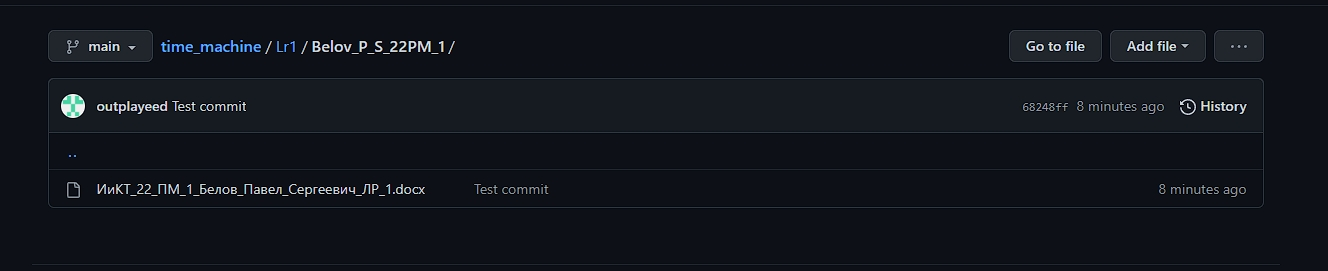 main time_machine / Lr1 / Belov_P_S_22PM_1 / Go to file Add file ...
outplayeed Test commit 68248ff 8 minutes ago History
..
ИиКТ_22_ПМ_1_Белов_Павел_Сергеевич_ЛР_1.docx Test commit 8 minutes ago